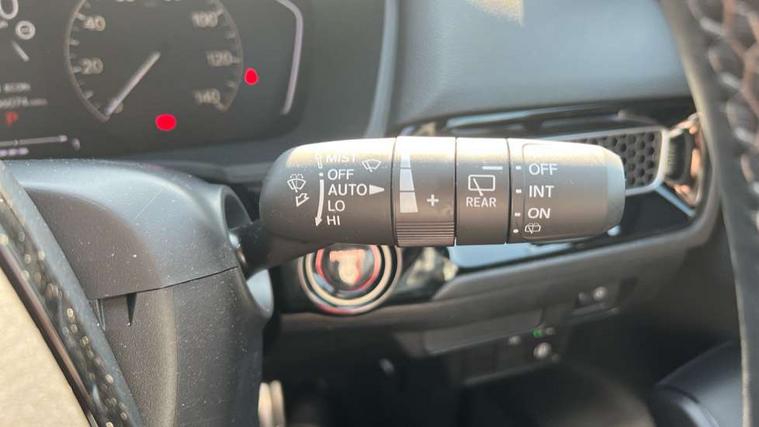 40
100
20
120
140
P
MIST
OFF
AUTO
LO
HI
+
REAR
OFF
INT
ON